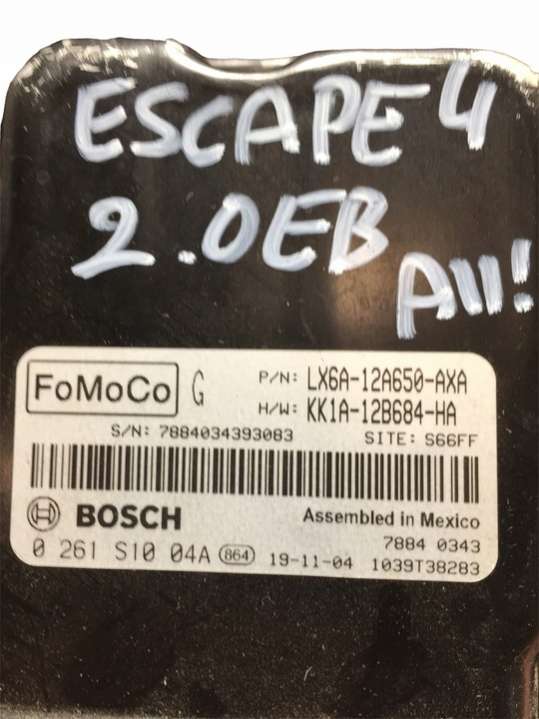 ESCAPE 4
2.0EB
All!
FoMoCo G
P/N: LX6A-12A650-AXA
H/W: KK1A-12B684-HA
S/N: 7884034393083 SITE: S66FF
BOSCH
Assembled in Mexico
7884 0343
0 261 S10 04A 864 19-11-04 1039T38283